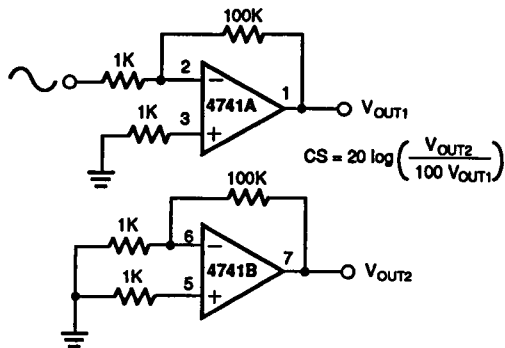 100K
1K
2
−
1
4741A
V_OUT1
1K
3
+
CS = 20 log ( V_OUT2 / 100 V_OUT1 )
100K
1K
6
−
7
4741B
V_OUT2
1K
5
+